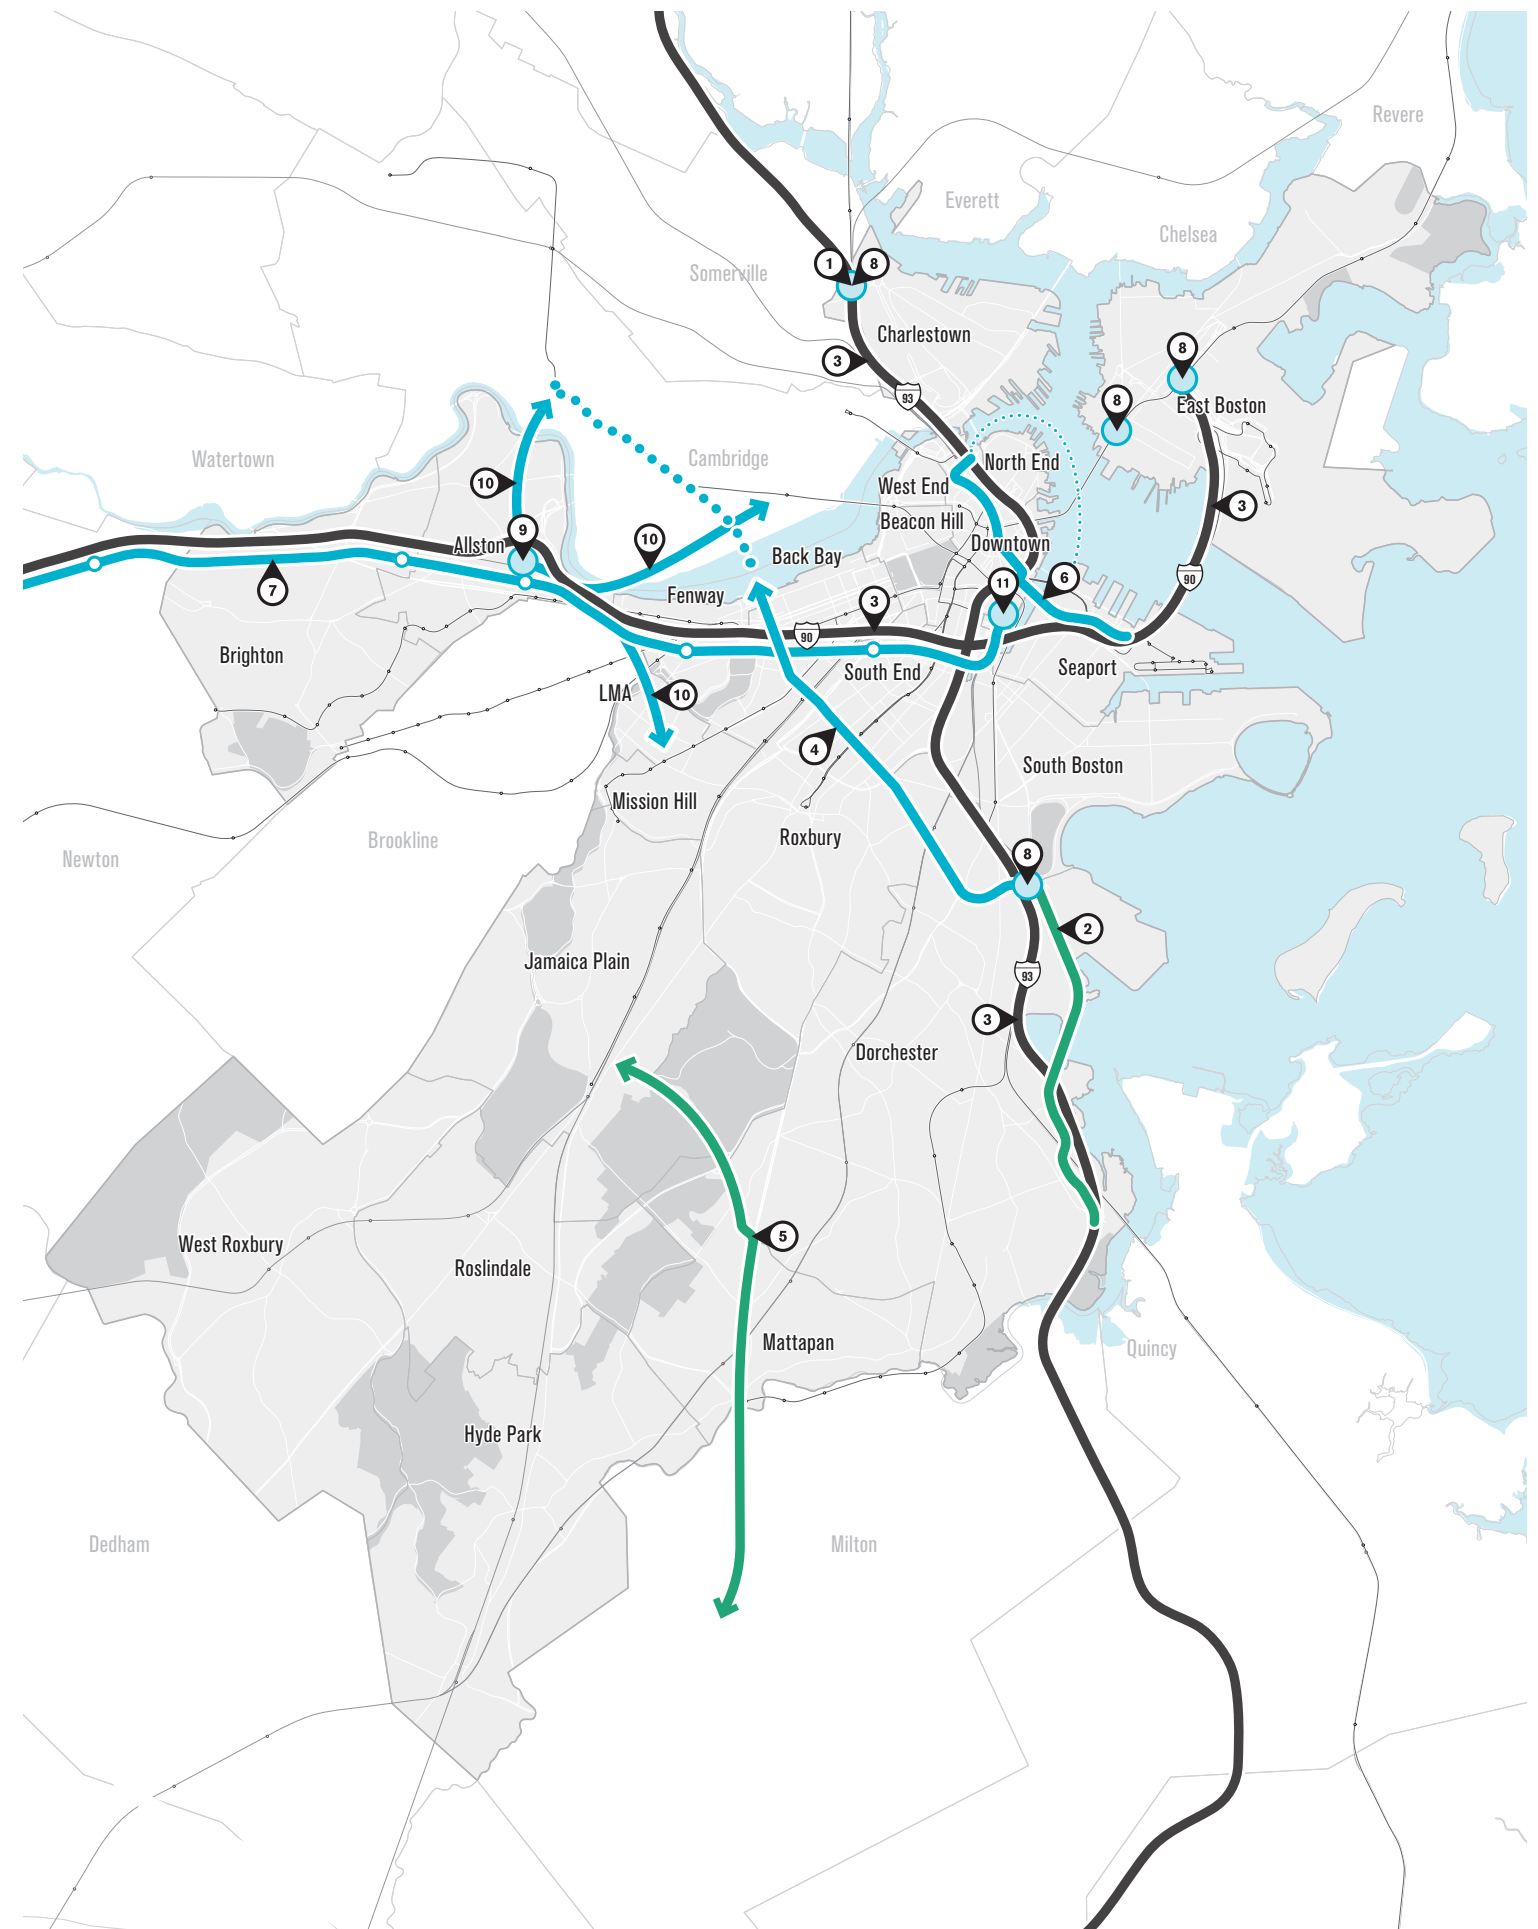 Revere
Everett
Chelsea
Somerville
1
8
Charlestown
3
8
93
8
East Boston
Watertown
Cambridge
North End
10
West End
3
Beacon Hill
9
Allston
10
Back Bay
Downtown
7
Fenway
11
6
90
3
90
Brighton
South End
Seaport
LMA
10
4
South Boston
Mission Hill
Roxbury
Brookline
Newton
8
2
Jamaica Plain
93
3
Dorchester
5
West Roxbury
Roslindale
Mattapan
Quincy
Hyde Park
Dedham
Milton